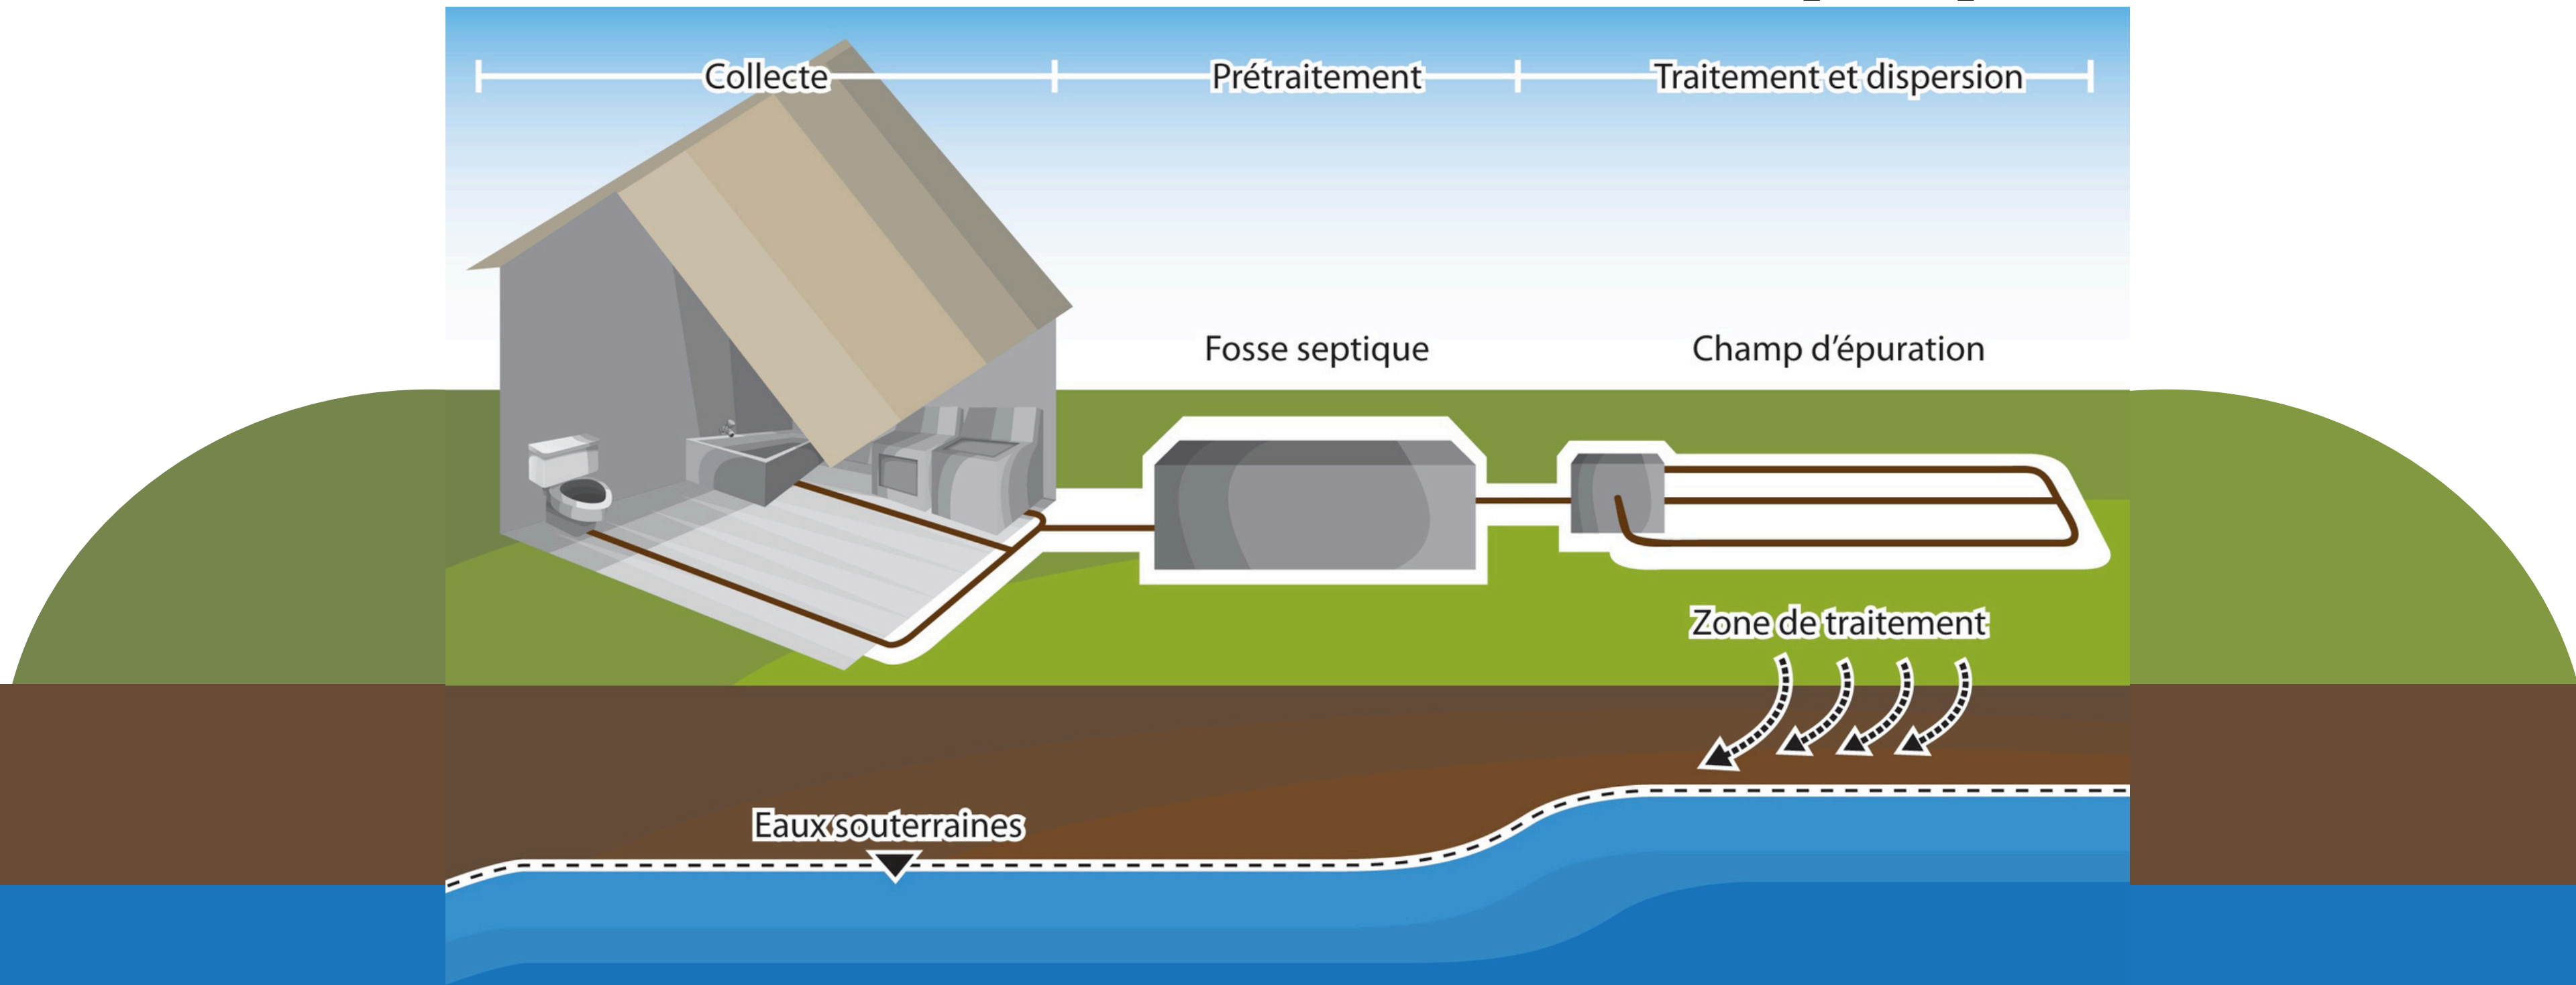 Collecte
Prétraitement
Traitement et dispersion
Fosse septique
Champ d'épuration
Zone de traitement
Eaux souterraines